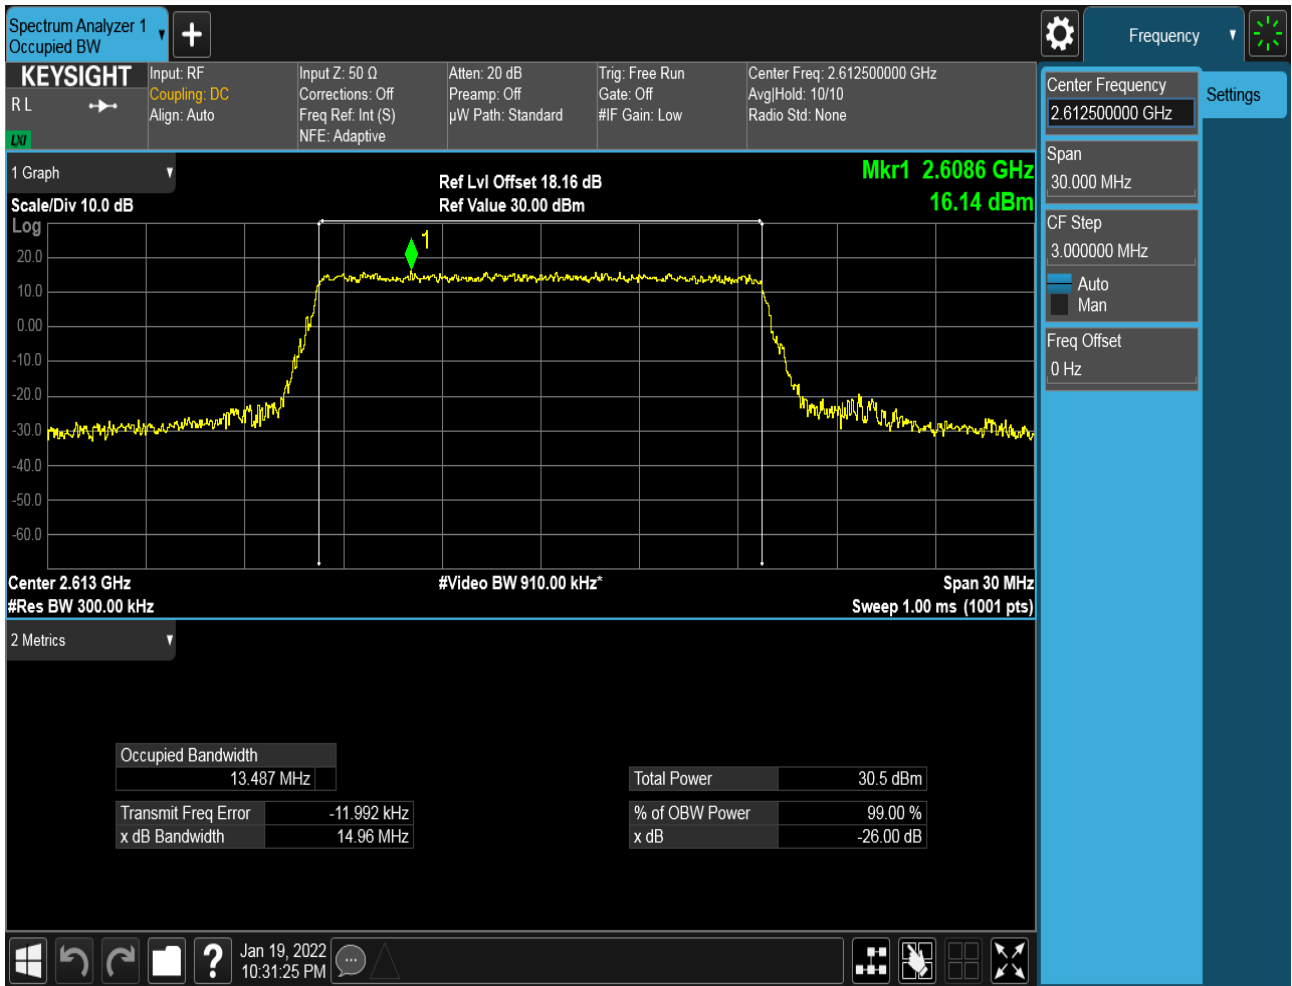 Spectrum Analyzer 1
Occupied BW
Frequency
KEYSIGHT
R L
LXI
Input: RF
Coupling: DC
Align: Auto
Input Z: 50 Ω
Corrections: Off
Freq Ref: Int (S)
NFE: Adaptive
Atten: 20 dB
Preamp: Off
µW Path: Standard
Trig: Free Run
Gate: Off
#IF Gain: Low
Center Freq: 2.612500000 GHz
Avg|Hold: 10/10
Radio Std: None
Center Frequency
2.612500000 GHz
Settings
Span
30.000 MHz
CF Step
3.000000 MHz
Auto
Man
Freq Offset
0 Hz
1 Graph
Scale/Div 10.0 dB
Ref Lvl Offset 18.16 dB
Ref Value 30.00 dBm
Mkr1 2.6086 GHz
16.14 dBm
Log
1
20.0
10.0
0.00
-10.0
-20.0
-30.0
-40.0
-50.0
-60.0
Center 2.613 GHz
#Video BW 910.00 kHz*
Span 30 MHz
#Res BW 300.00 kHz
Sweep 1.00 ms (1001 pts)
2 Metrics
Occupied Bandwidth
13.487 MHz
Total Power 30.5 dBm
Transmit Freq Error -11.992 kHz
% of OBW Power 99.00 %
x dB Bandwidth 14.96 MHz
x dB -26.00 dB
?
Jan 19, 2022
10:31:25 PM